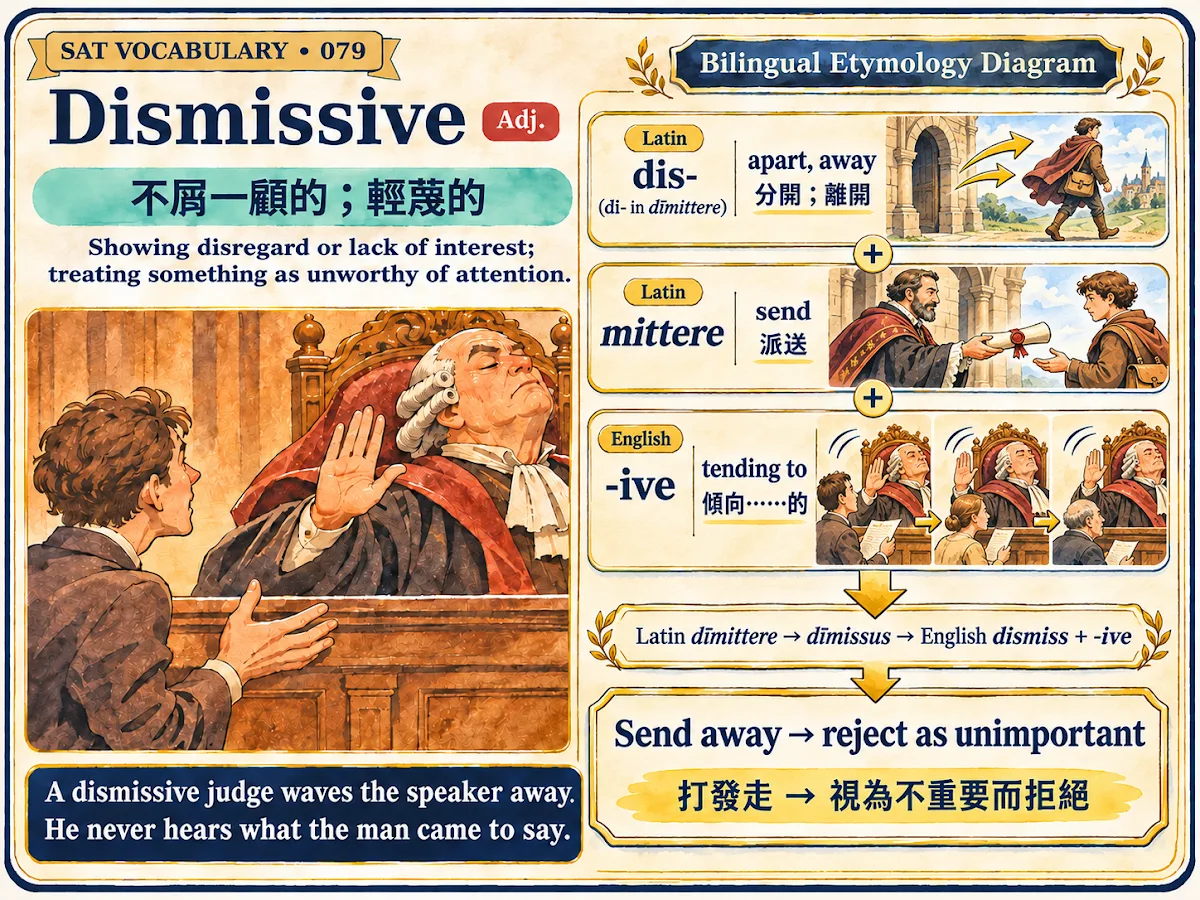 SAT VOCABULARY • 079
Dismissive
Adj.
不屑一顧的；輕蔑的
Showing disregard or lack of interest;
treating something as unworthy of attention.
A dismissive judge waves the speaker away.
He never hears what the man came to say.
Bilingual Etymology Diagram
Latin
dis-
(di- in dīmittere)
apart, away
分開；離開
+
Latin
mittere
send
派送
+
English
-ive
tending to
傾向……的
Latin dīmittere → dīmissus → English dismiss + -ive
Send away → reject as unimportant
打發走 → 視為不重要而拒絕